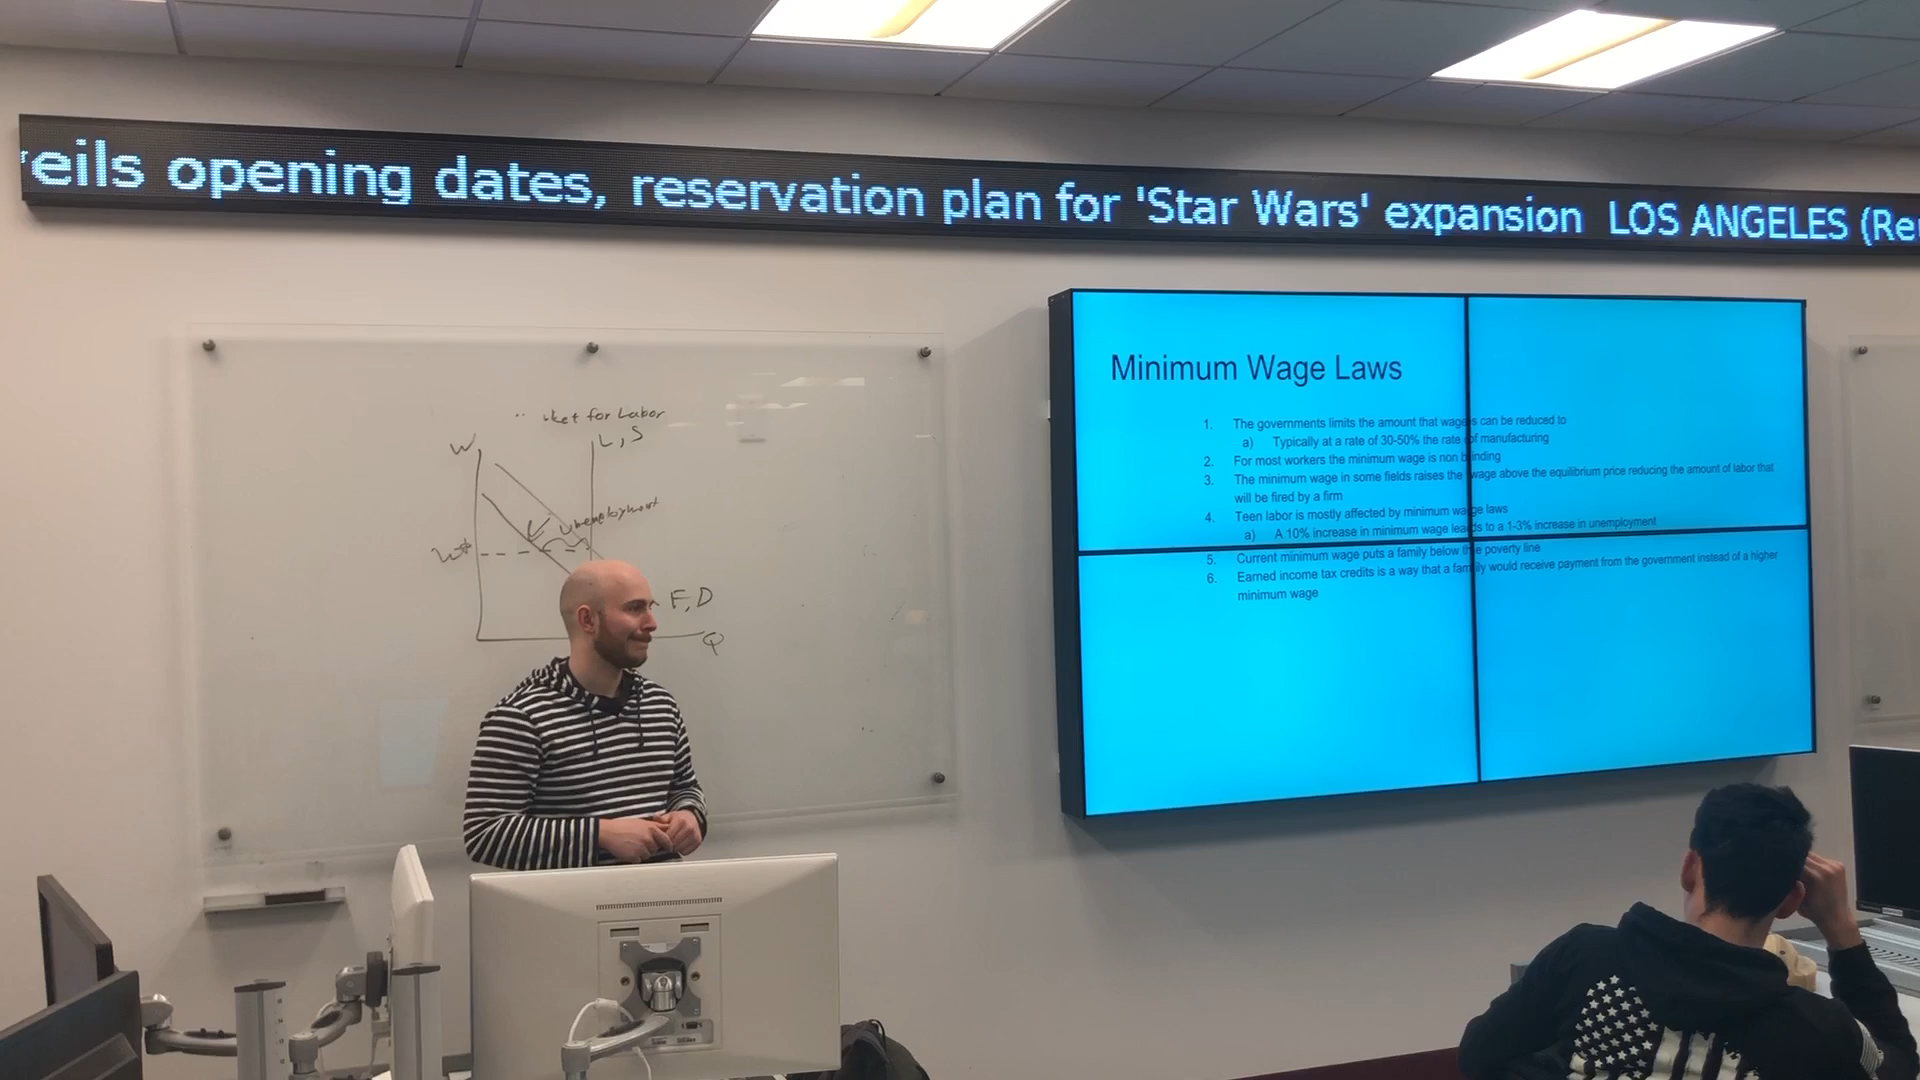 eils opening dates, reservation plan for 'Star Wars' expansion LOS ANGELES (Re
ket for Labor
W
L, S
Unemployment
W*
F, D
Q
Minimum Wage Laws
1. The governments limits the amount that wages can be reduced to
a) Typically at a rate of 30-50% the rate of manufacturing
2. For most workers the minimum wage is non binding
3. The minimum wage in some fields raises the wage above the equilibrium price reducing the amount of labor that
will be fired by a firm
4. Teen labor is mostly affected by minimum wage laws
a) A 10% increase in minimum wage leads to a 1-3% increase in unemployment
5. Current minimum wage puts a family below the poverty line
6. Earned income tax credits is a way that a family would receive payment from the government instead of a higher
minimum wage